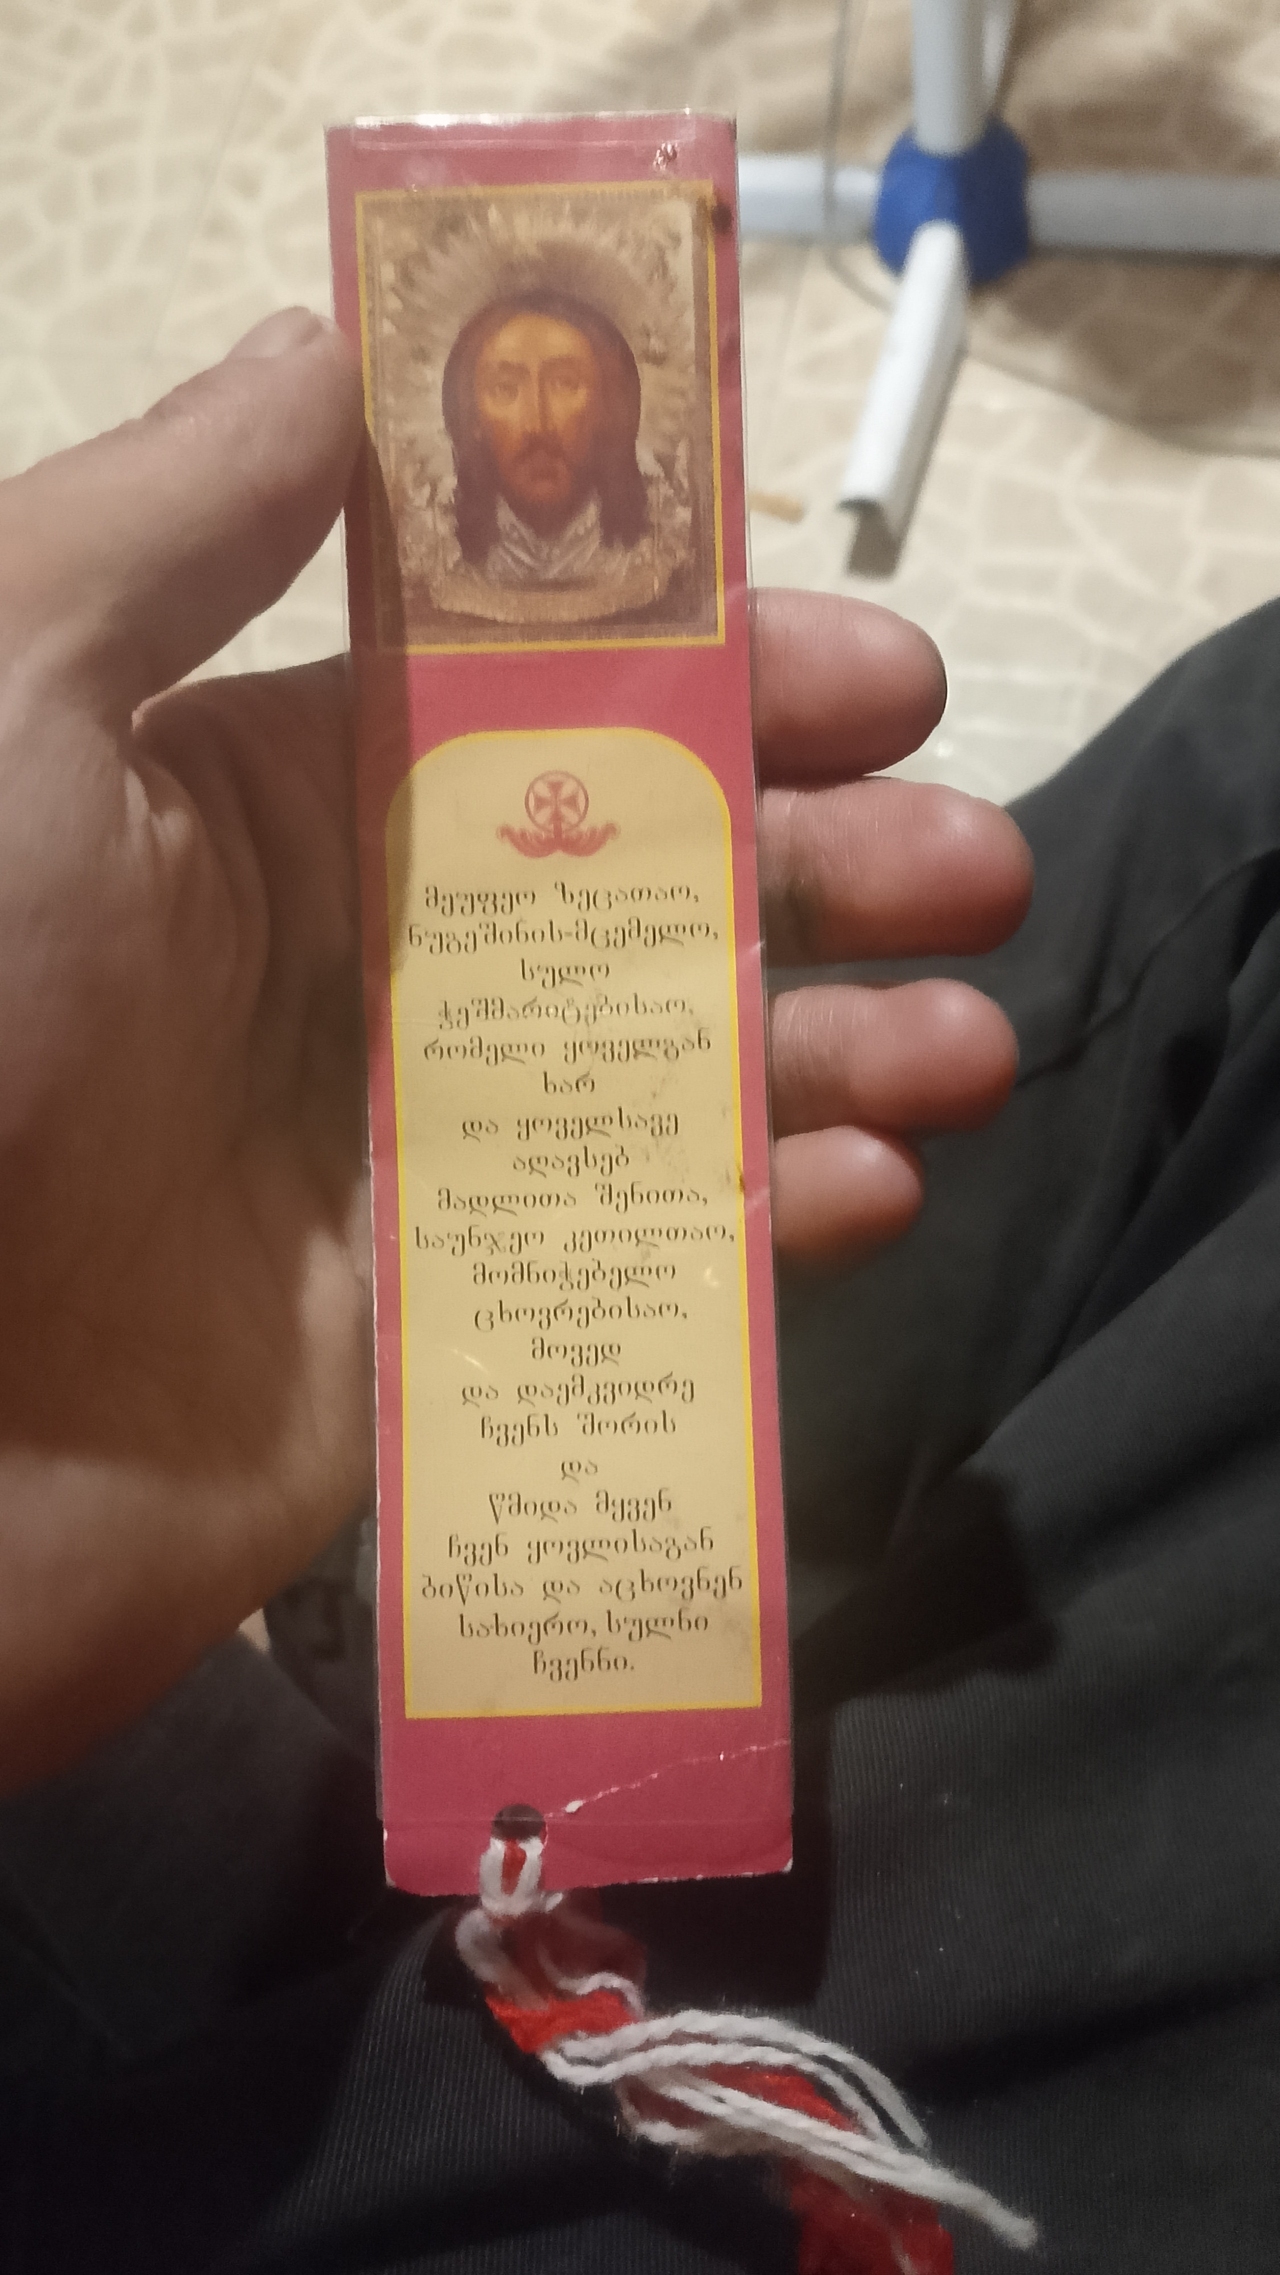 მეუფეო ზეცათაო,
ნუგეშინის-მცემელო,
სულო
ჭეშმარიტებისაო,
რომელი ყოველგან
ხარ
და ყოველსავე
აღავსებ
მადლითა შენითა,
საუნჯეო კეთილთაო,
მომნიჭებელო
ცხოვრებისაო,
მოვედ
და დაემკვიდრე
ჩვენს შორის
და
წმიდა მყვენ
ჩვენ ყოვლისაგან
ბიწისა და აცხოვნენ
სახიერო, სულნი
ჩვენნი.